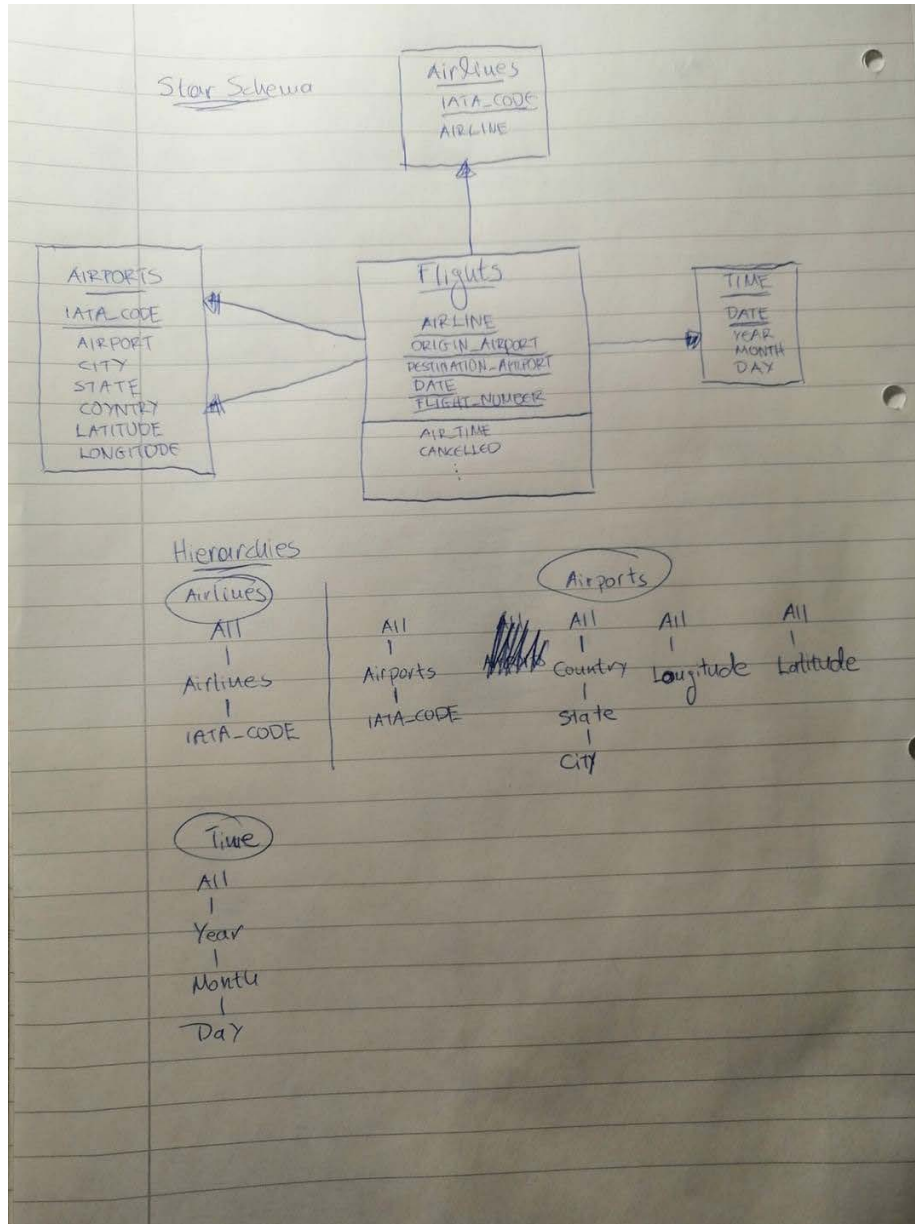 Star Schema
Airlines
IATA_CODE
AIRLINE
AIRPORTS
IATA_CODE
AIRPORT
CITY
STATE
COYNTRY
LATITUDE
LONGITUDE
Flights
AIRLINE
ORIGIN_AIRPORT
DESTINATION_AIRPORT
DATE
FLIGHT_NUMBER
AIR_TIME
CANCELLED
⋮
TIME
DATE
YEAR
MONTH
DAY
Hierarchies
Airlines
All
Airlines
IATA_CODE
Airports
All
Airports
IATA_CODE
All
Country
State
City
All
Longitude
All
Latitude
Time
All
Year
Month
Day